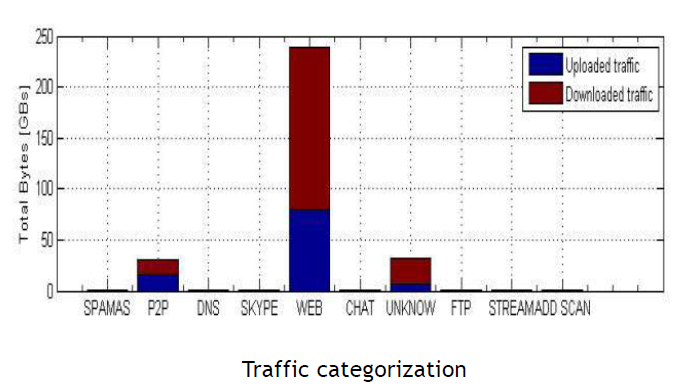 250
200
150
100
50
0
Total Bytes [GBs]
Uploaded traffic
Downloaded traffic
SPAMAS P2P DNS SKYPE WEB CHAT UNKNOW FTP STREAMADD SCAN
Traffic categorization